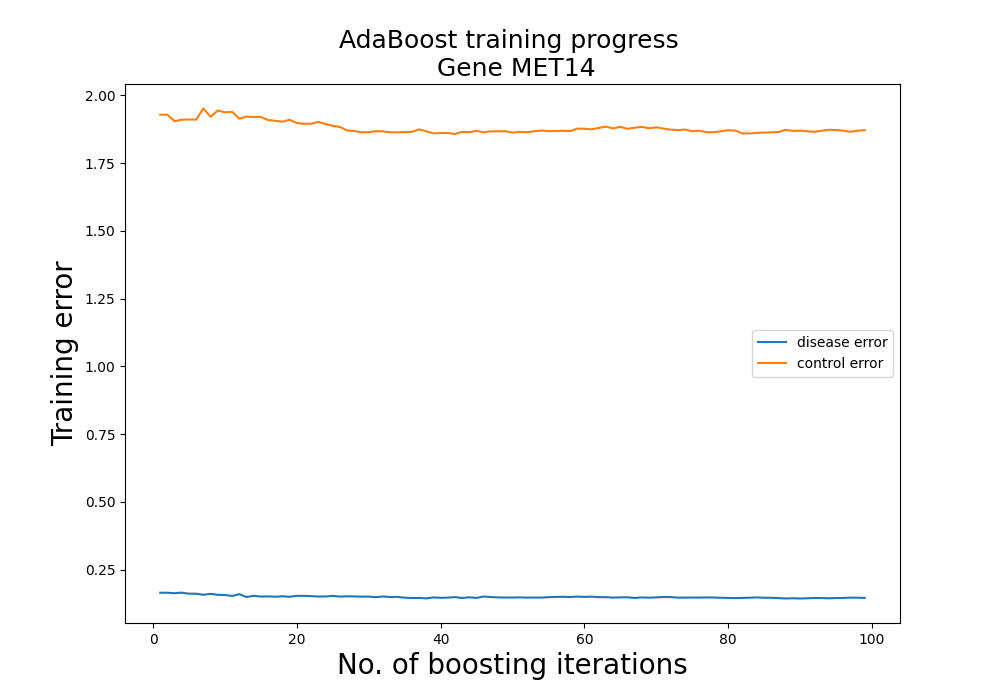 AdaBoost training progress
Gene MET14
Training error
2.00
1.75
1.50
1.25
1.00
0.75
0.50
0.25
disease error
control error
0 20 40 60 80 100
No. of boosting iterations